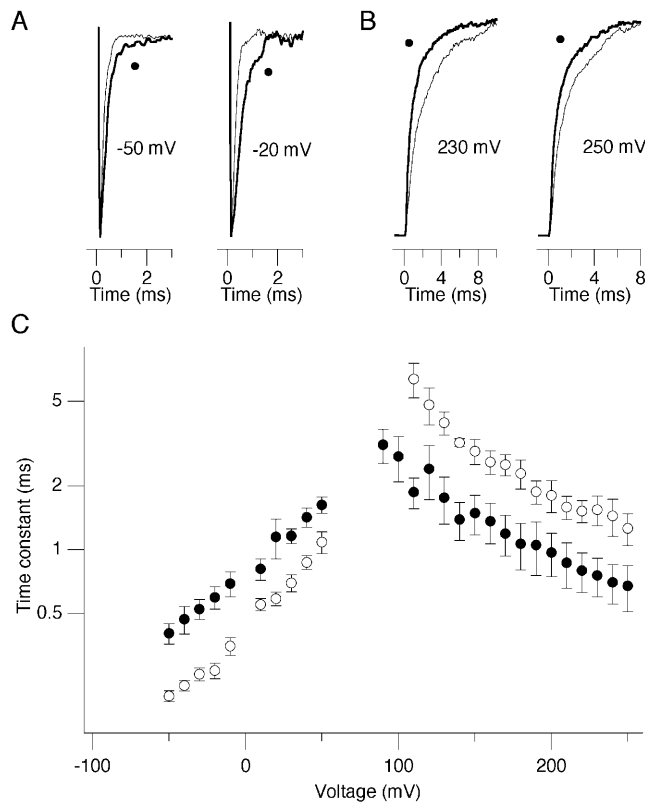 A
B
-50 mV
-20 mV
230 mV
250 mV
0 2
0 2
0 4 8
0 4 8
Time (ms)
Time (ms)
Time (ms)
Time (ms)
C
5
2
1
0.5
Time constant (ms)
-100 0 100 200
Voltage (mV)